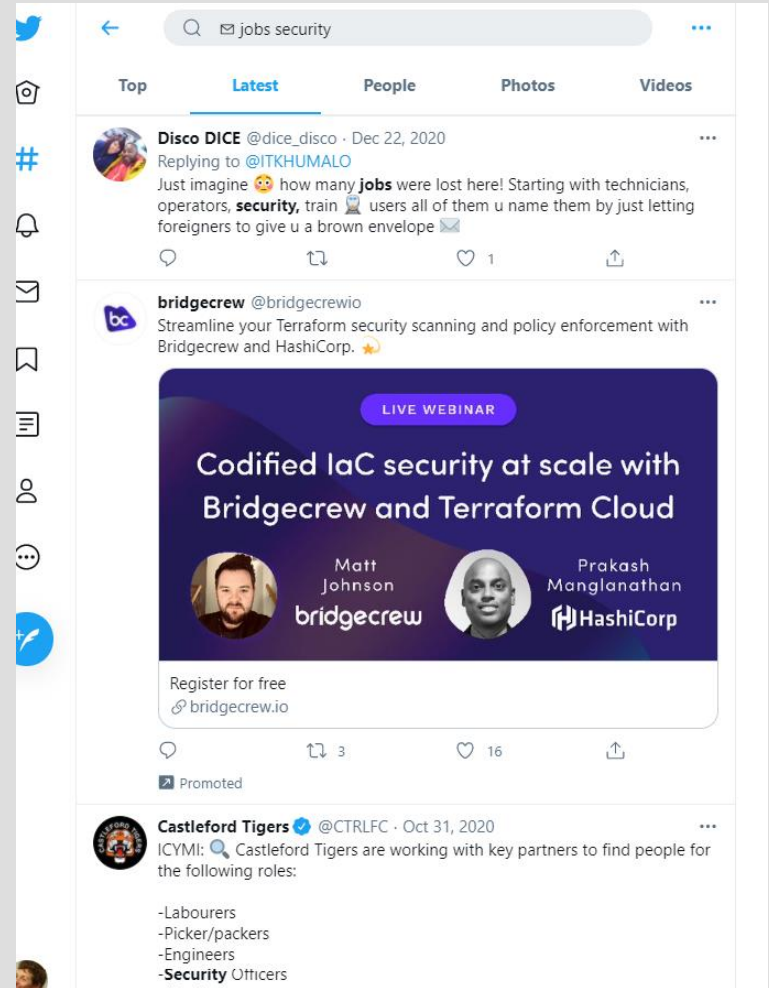 ✉ jobs security
Top Latest People Photos Videos
Disco DICE @dice_disco · Dec 22, 2020
Replying to @ITKHUMALO
Just imagine 😳 how many jobs were lost here! Starting with technicians,
operators, security, train 🚆 users all of them u name them by just letting
foreigners to give u a brown envelope ✉
1
bc
bridgecrew @bridgecrewio
Streamline your Terraform security scanning and policy enforcement with
Bridgecrew and HashiCorp. 💫
LIVE WEBINAR
Codified IaC security at scale with
Bridgecrew and Terraform Cloud
Matt
Johnson
bridgecrew
Prakash
Manglanathan
HashiCorp
Register for free
bridgecrew.io
3 16
Promoted
CASTLEFORD TIGERS
Castleford Tigers @CTRLFC · Oct 31, 2020
ICYMI: 🔍 Castleford Tigers are working with key partners to find people for
the following roles:
-Labourers
-Picker/packers
-Engineers
-Security Officers